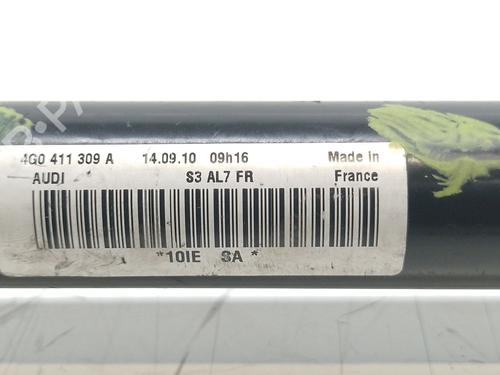 4G0 411 309 A 14.09.10 09h16 Made in
AUDI S3 AL7 FR France
*10IE SA *